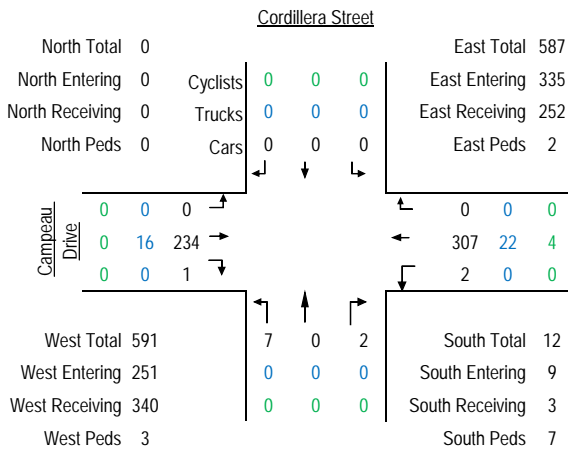 Cordillera Street
North Total 0
North Entering 0
North Receiving 0
North Peds 0
Cyclists 0 0 0
Trucks 0 0 0
Cars 0 0 0
East Total 587
East Entering 335
East Receiving 252
East Peds 2
Campeau
Drive
0 0 0
0 16 234
0 0 1
0 0 0
307 22 4
2 0 0
West Total 591
West Entering 251
West Receiving 340
West Peds 3
7 0 2
0 0 0
0 0 0
South Total 12
South Entering 9
South Receiving 3
South Peds 7